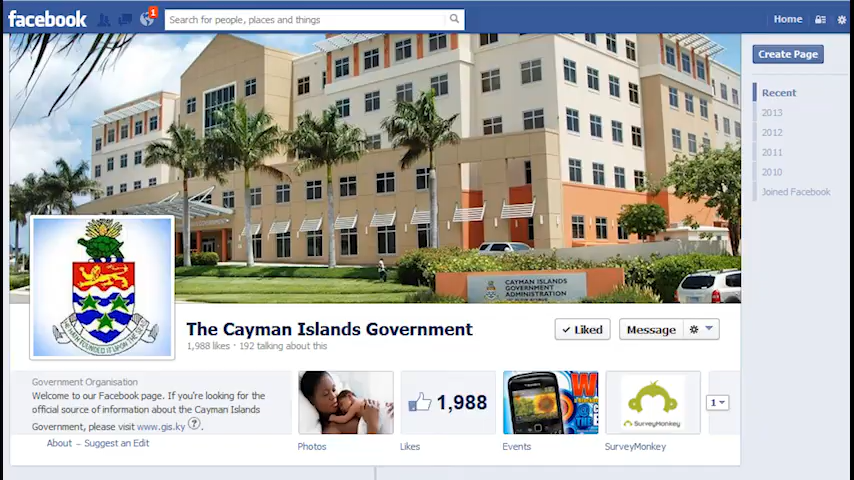 facebook
1
Search for people, places and things
Home
Create Page
Recent
2013
2012
2011
2010
Joined Facebook
CAYMAN ISLANDS
GOVERNMENT
ADMINISTRATION
The Cayman Islands Government
1,988 likes · 192 talking about this
Liked
Message
Government Organisation
Welcome to our Facebook page. If you're looking for the
official source of information about the Cayman Islands
Government, please visit www.gis.ky ?.
About – Suggest an Edit
1,988
SurveyMonkey
1
Photos
Likes
Events
SurveyMonkey